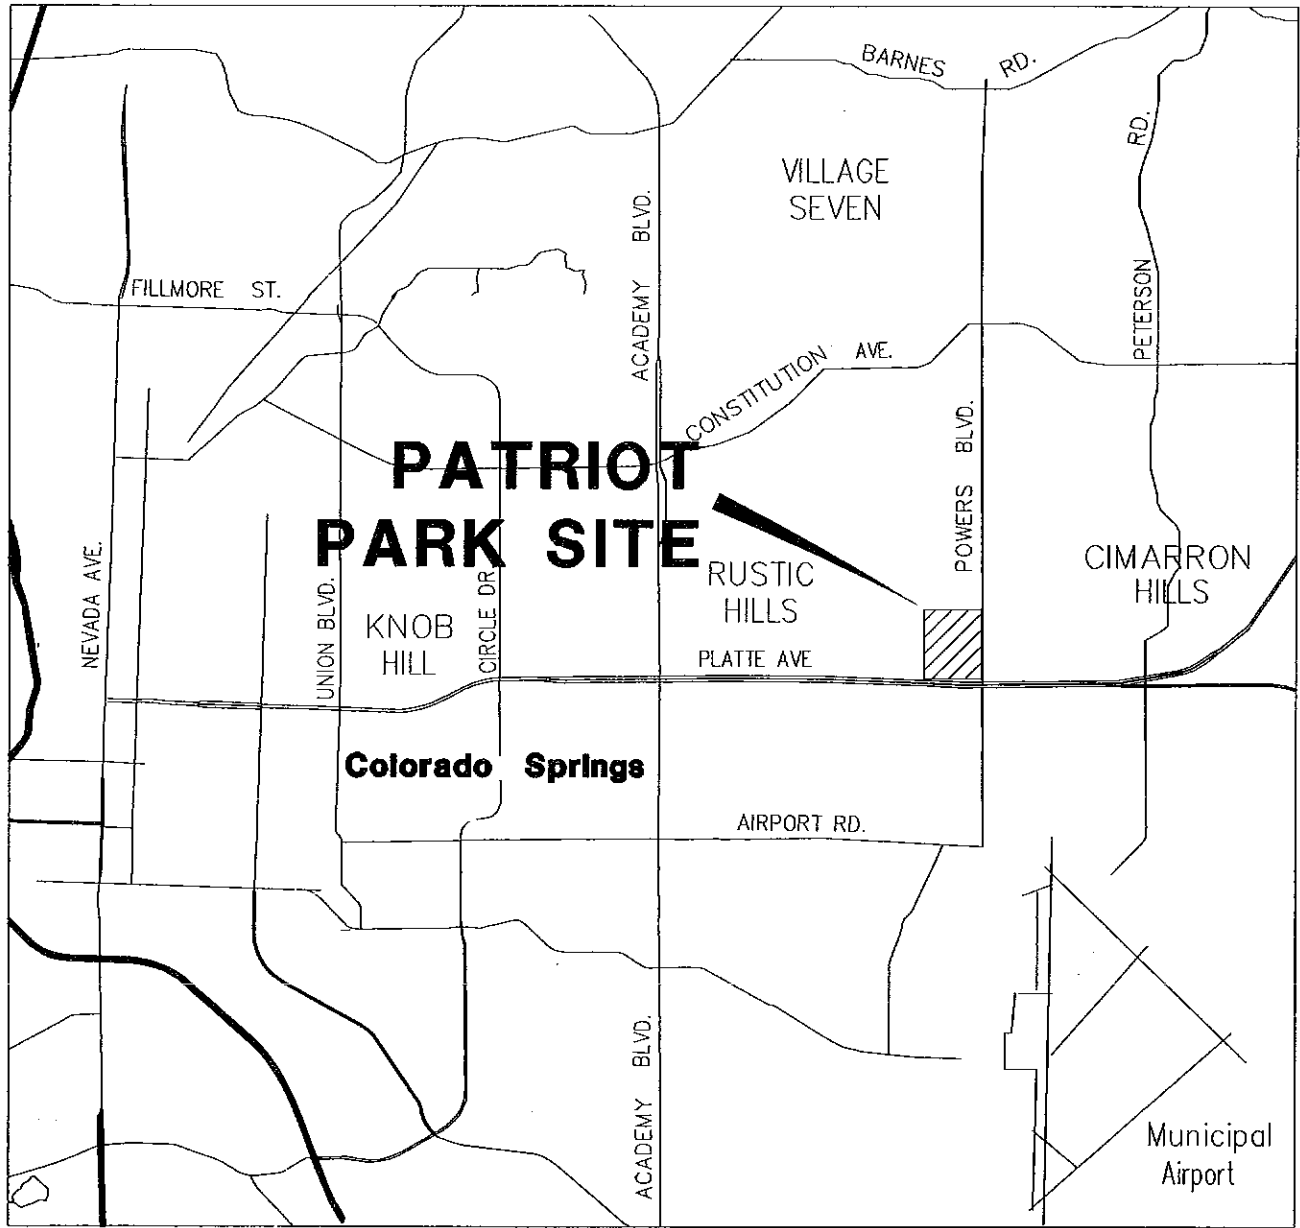 BARNES RD.
PETERSON RD.
VILLAGE
SEVEN
ACADEMY BLVD.
FILLMORE ST.
CONSTITUTION AVE.
POWERS BLVD.
PATRIOT
PARK SITE
NEVADA AVE.
UNION BLVD.
KNOB
HILL
CIRCLE DR
RUSTIC
HILLS
CIMARRON
HILLS
PLATTE AVE
Colorado Springs
AIRPORT RD.
ACADEMY BLVD.
Municipal
Airport